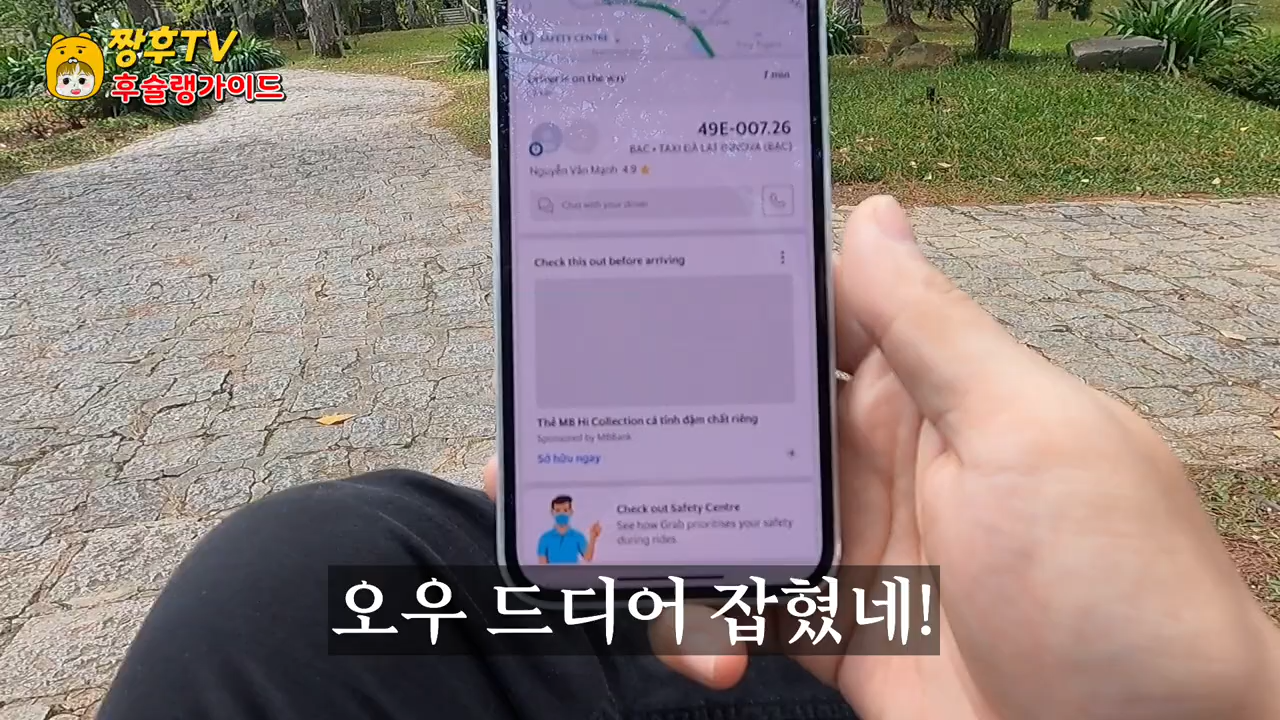 짱후TV
후슬랭가이드
SAFETY CENTRE
Driver is on the way
1 min
49E-007.26
BAC • TAXI ĐÀ LẠT INNOVA (BAC)
Nguyễn Văn Mạnh 4.9
Chat with your driver
Check this out before arriving
Thẻ MB Hi Collection cá tính đậm chất riêng
Sponsored by MBBank
Sở hữu ngay
Check out Safety Centre
See how Grab prioritises your safety
during rides
오우 드디어 잡혔네!